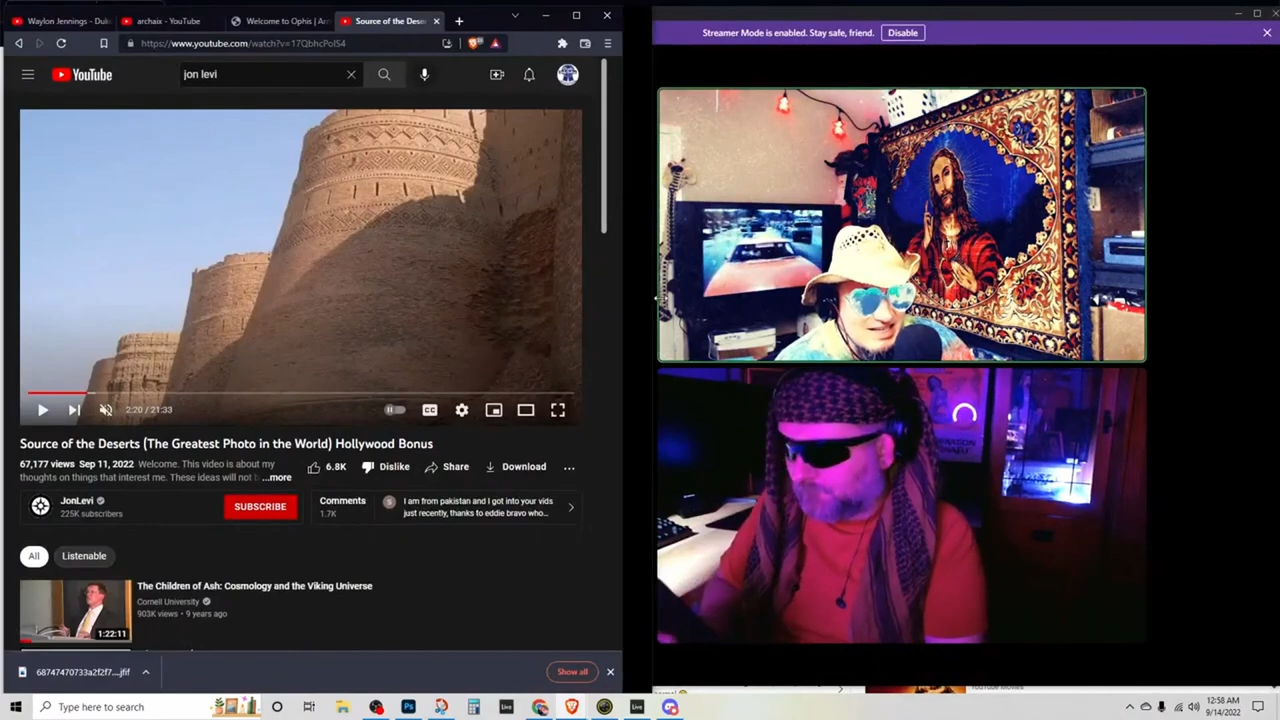 Waylon Jennings - Duk
archaix - YouTube
Welcome to Ophis | Am
Source of the Deser
https://www.youtube.com/watch?v=17QbhcPolS4
Streamer Mode is enabled. Stay safe, friend.
Disable
YouTube
jon levi
2:20 / 21:33
CC
Source of the Deserts (The Greatest Photo in the World) Hollywood Bonus
67,177 views Sep 11, 2022 Welcome. This video is about my
thoughts on things that interest me. These ideas will not
...more
6.8K
Dislike
Share
Download
JonLevi
225K subscribers
SUBSCRIBE
Comments
1.7K
I am from pakistan and I got into your vids
just recently, thanks to eddie bravo who...
All
Listenable
The Children of Ash: Cosmology and the Viking Universe
Cornell University
903K views • 9 years ago
1:22:11
68747470733a2f2f7....jfif
Show all
YouTube Movies
Type here to search
Live
Live
12:58 AM
9/14/2022